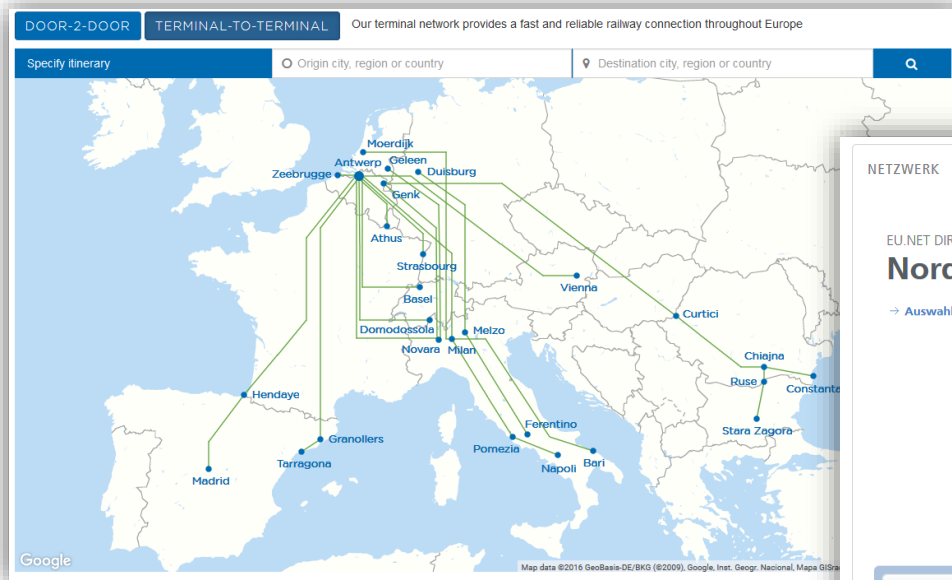 DOOR-2-DOOR
TERMINAL-TO-TERMINAL
Our terminal network provides a fast and reliable railway connection throughout Europe
Specify itinerary
Origin city, region or country
Destination city, region or country
NETZWERK
EU.NET DIR
Nord
→ Auswahl
Moerdijk
Antwerp
Geleen
Zeebrugge
Duisburg
Genk
Athus
Strasbourg
Vienna
Basel
Curtici
Domodossola
Melzo
Novara
Milan
Chiajna
Ruse
Constanta
Hendaye
Stara Zagora
Ferentino
Granollers
Pomezia
Tarragona
Napoli
Bari
Madrid
Google
Map data ©2016 GeoBasis-DE/BKG (©2009), Google, Inst. Geogr. Nacional, Mapa GISra